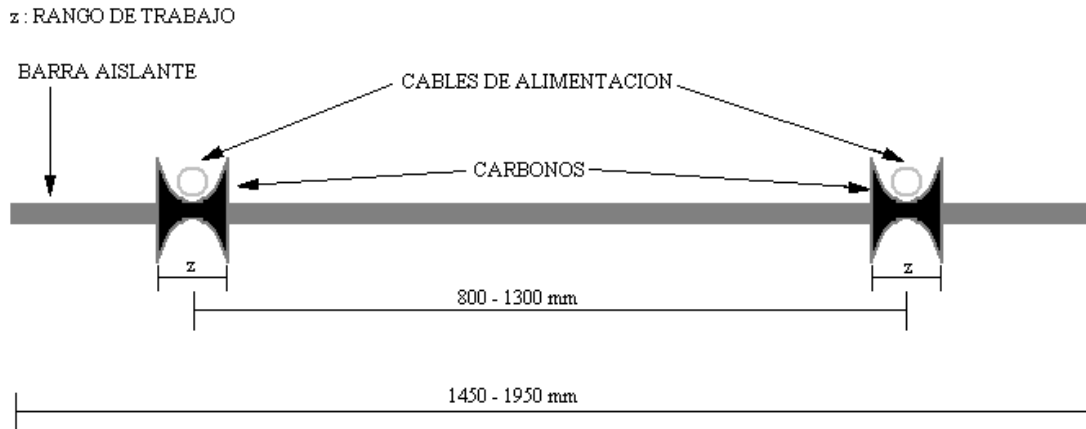 z : RANGO DE TRABAJO
BARRA AISLANTE
CABLES DE ALIMENTACION
CARBONOS
z
z
800 - 1300 mm
1450 - 1950 mm